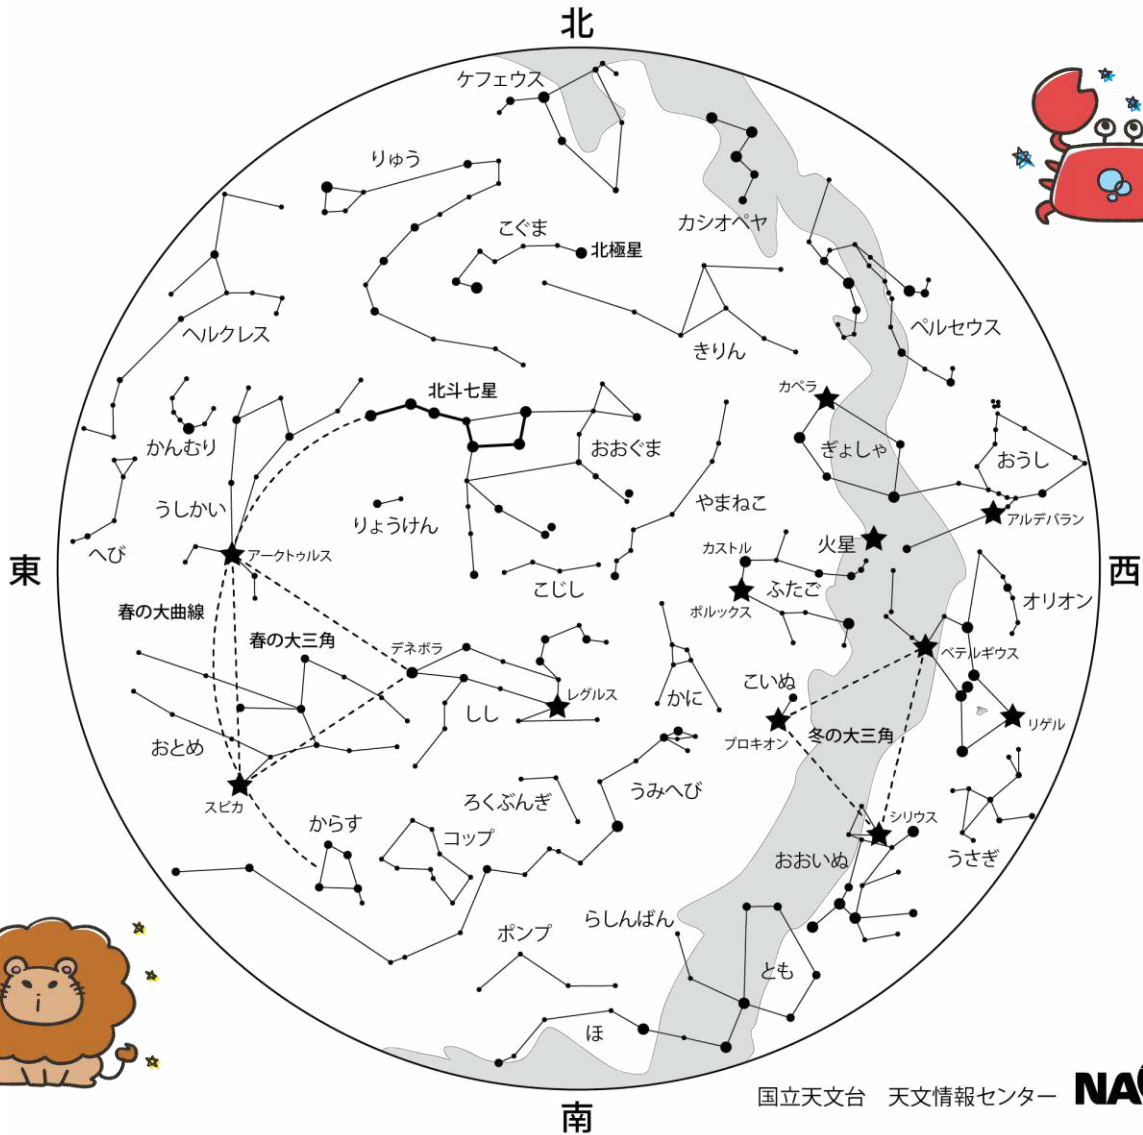 北
ケフェウス
りゅう
カシオペヤ
こぐま
北極星
ヘルクレス
ペルセウス
きりん
カペラ
北斗七星
かんむり
おおぐま
ぎょしゃ
おうし
うしかい
りょうけん
やまねこ
アルデバラン
へび
アークトゥルス
カストル
火星
東
西
こじし
ふたご
ポルックス
オリオン
春の大曲線
春の大三角
デネボラ
ベテルギウス
こいぬ
レグルス
かに
しし
リゲル
おとめ
プロキオン
冬の大三角
スピカ
ろくぶんぎ
うみへび
からす
コップ
シリウス
おおいぬ
うさぎ
らしんばん
ポンプ
とも
ほ
国立天文台 天文情報センター
南